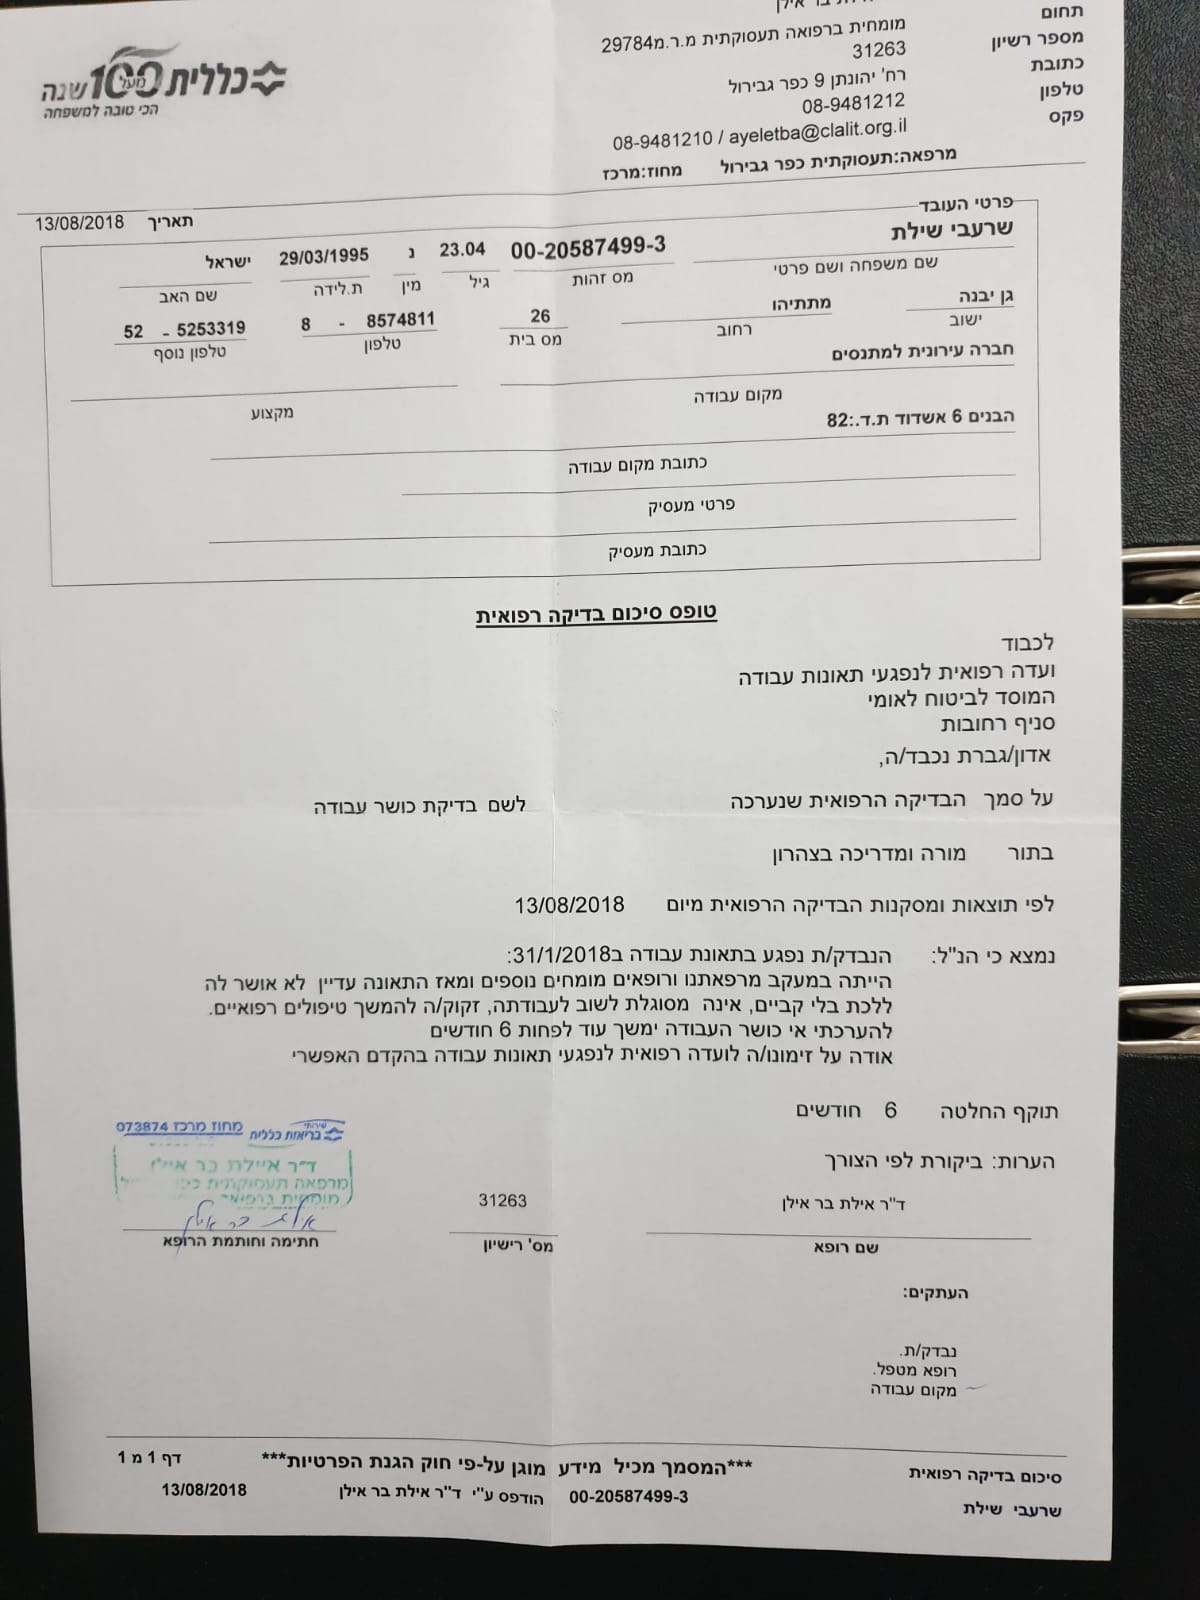 תחום
מומחית ברפואה תעסוקתית מ.ר.מ29784
מספר רשיון 31263
כתובת רח' יהונתן 9 כפר גבירול
טלפון 08-9481212
פקס 08-9481210 / ayeletba@clalit.org.il
מרפאה:תעסוקתית כפר גבירול מחוז:מרכז
כללית מעל 100 שנה
הכי טובה למשפחה
תאריך 13/08/2018
פרטי העובד
שרעבי שילת 00-20587499-3 23.04 נ 29/03/1995 ישראל
שם משפחה ושם פרטי מס זהות גיל מין ת.לידה שם האב
גן יבנה מתתיהו 26 8574811 - 8 5253319 - 52
ישוב רחוב מס בית טלפון טלפון נוסף
חברה עירונית למתנסים
מקום עבודה מקצוע
הבנים 6 אשדוד ת.ד.:82
כתובת מקום עבודה
פרטי מעסיק
כתובת מעסיק
טופס סיכום בדיקה רפואית
לכבוד
ועדה רפואית לנפגעי תאונות עבודה
המוסד לביטוח לאומי
סניף רחובות
אדון/גברת נכבד/ה,
על סמך הבדיקה הרפואית שנערכה לשם בדיקת כושר עבודה
בתור מורה ומדריכה בצהרון
לפי תוצאות ומסקנות הבדיקה הרפואית מיום 13/08/2018
נמצא כי הנ"ל: הנבדק/ת נפגע בתאונת עבודה ב31/1/2018:
הייתה במעקב מרפאתנו ורופאים מומחים נוספים ומאז התאונה עדיין לא אושר לה
ללכת בלי קביים, אינה מסוגלת לשוב לעבודתה, זקוק/ה להמשך טיפולים רפואיים.
להערכתי אי כושר העבודה ימשך עוד לפחות 6 חודשים
אודה על זימונו/ה לועדה רפואית לנפגעי תאונות עבודה בהקדם האפשרי
תוקף החלטה 6 חודשים
הערות: ביקורת לפי הצורך
שירותי בריאות כללית מחוז מרכז 073874
ד"ר איילת בר אילן
מרפאה תעסוקתית
מומחית ברפואה
ד"ר אילת בר אילן 31263 אילת בר אילן
שם רופא מס' רישיון חתימה וחותמת הרופא
העתקים:
נבדק/ת.
רופא מטפל.
מקום עבודה
סיכום בדיקה רפואית ***המסמך מכיל מידע מוגן על-פי חוק הגנת הפרטיות*** דף 1 מ 1
שרעבי שילת 00-20587499-3 הודפס ע"י ד"ר אילת בר אילן 13/08/2018